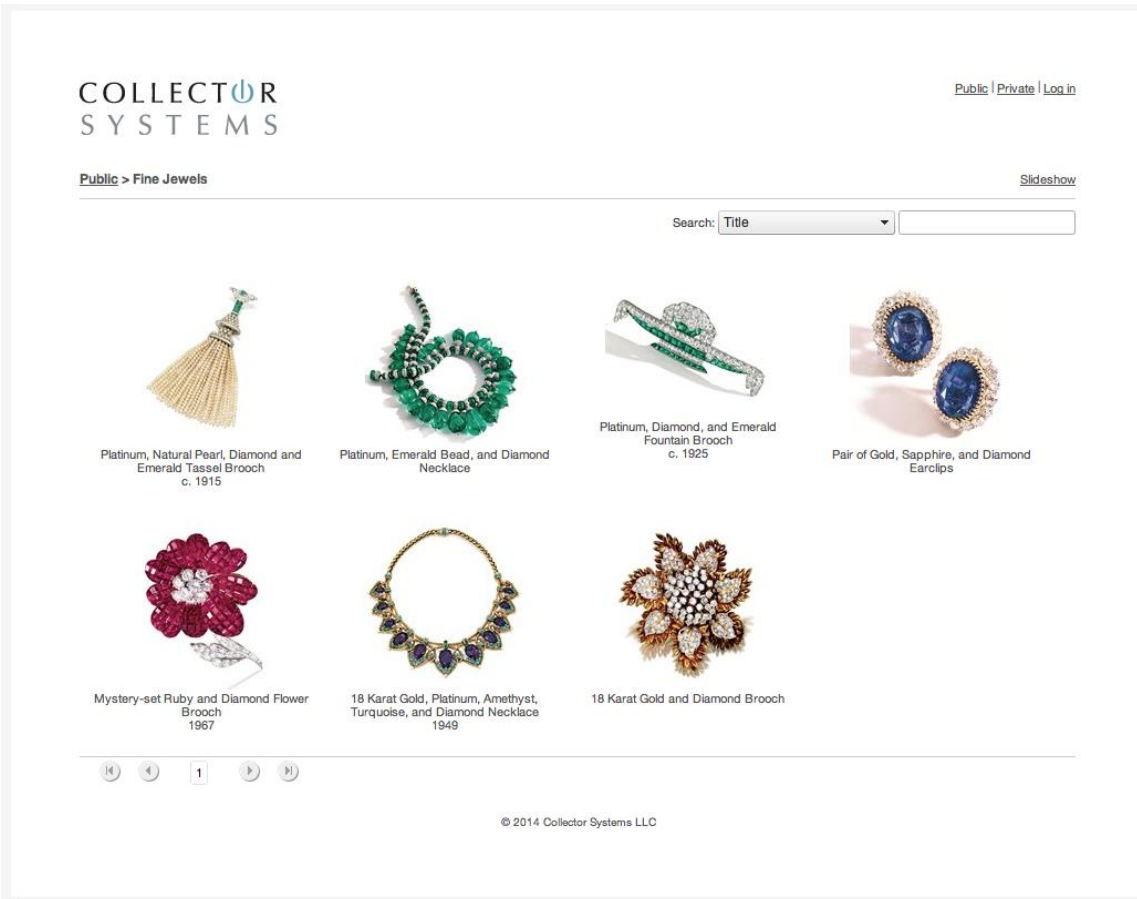 COLLECTOR
SYSTEMS
Public | Private | Log in
Public > Fine Jewels
Slideshow
Search: Title
Platinum, Natural Pearl, Diamond and
Emerald Tassel Brooch
c. 1915
Platinum, Emerald Bead, and Diamond
Necklace
Platinum, Diamond, and Emerald
Fountain Brooch
c. 1925
Pair of Gold, Sapphire, and Diamond
Earclips
Mystery-set Ruby and Diamond Flower
Brooch
1967
18 Karat Gold, Platinum, Amethyst,
Turquoise, and Diamond Necklace
1949
18 Karat Gold and Diamond Brooch
1
© 2014 Collector Systems LLC